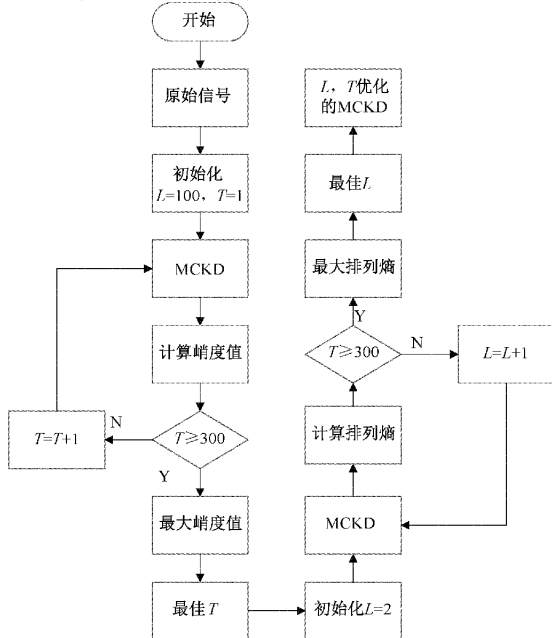 开始
原始信号
初始化
L=100，T=1
MCKD
计算峭度值
T≥300
N
T=T+1
Y
最大峭度值
最佳T
初始化L=2
MCKD
计算排列熵
T≥300
N
L=L+1
Y
最大排列熵
最佳L
L，T优化
的MCKD